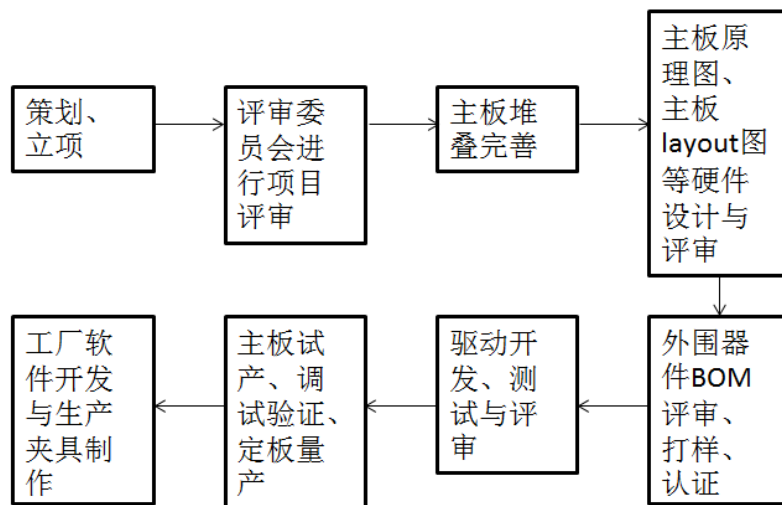 策划、
立项
评审委
员会进
行项目
评审
主板堆
叠完善
主板原
理图、
主板
layout图
等硬件
设计与
评审
外围器
件BOM
评审、
打样、
认证
驱动开
发、测
试与评
审
主板试
产、调
试验证、
定板量
产
工厂软
件开发
与生产
夹具制
作